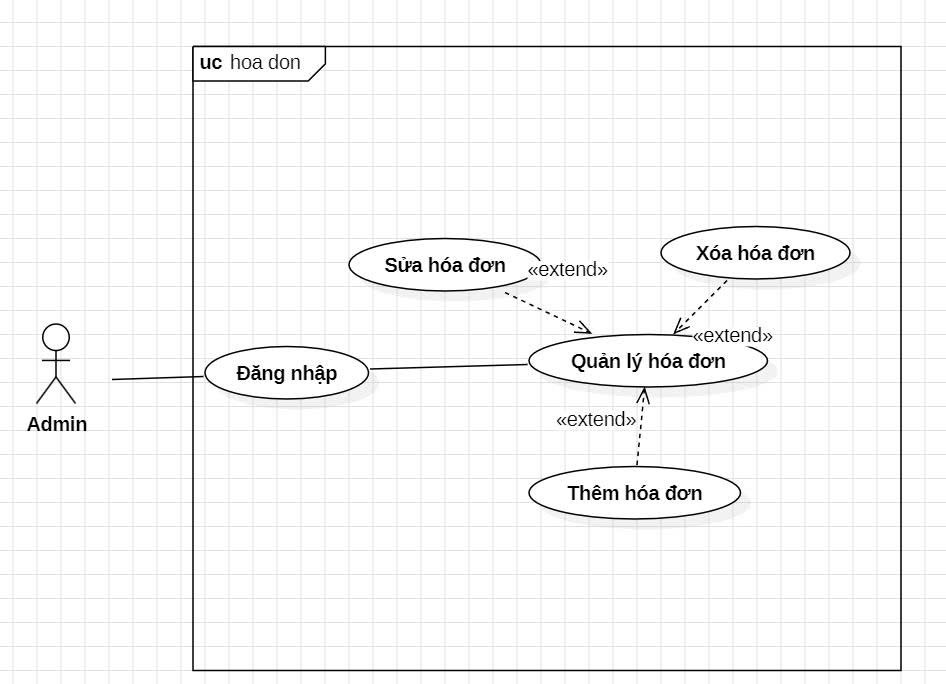 uc hoa don
Sửa hóa đơn
«extend»
Xóa hóa đơn
«extend»
Quản lý hóa đơn
Đăng nhập
Admin
«extend»
Thêm hóa đơn